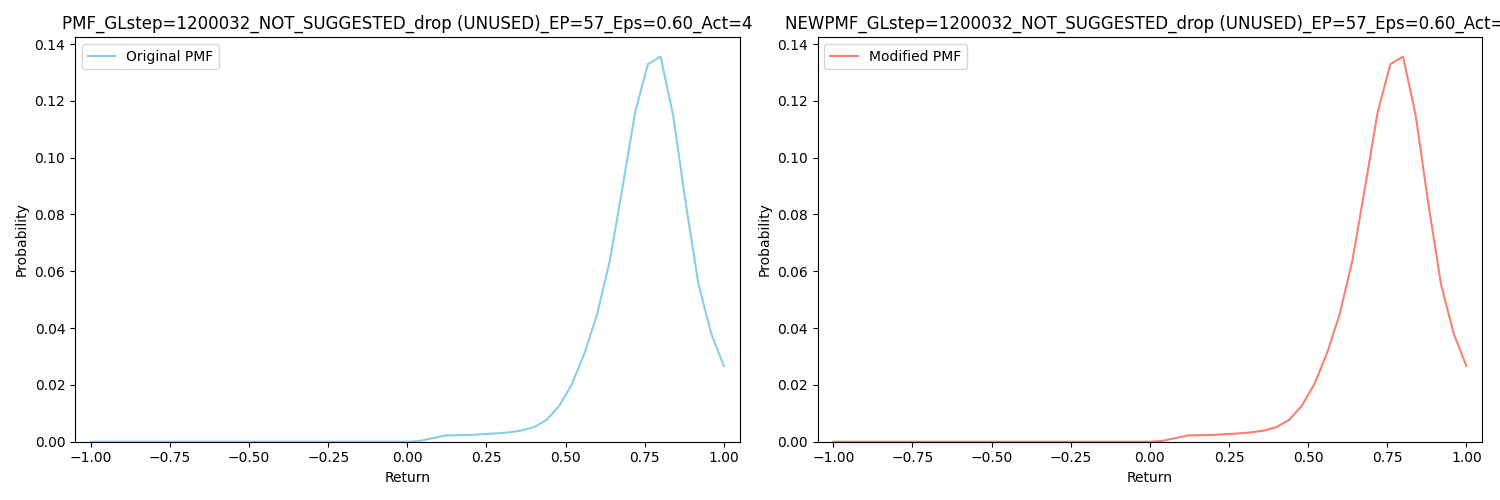 PMF_GLstep=1200032_NOT_SUGGESTED_drop (UNUSED)_EP=57_Eps=0.60_Act=4
Original PMF
Probability
0.14
0.12
0.10
0.08
0.06
0.04
0.02
0.00
−1.00 −0.75 −0.50 −0.25 0.00 0.25 0.50 0.75 1.00
Return
NEWPMF_GLstep=1200032_NOT_SUGGESTED_drop (UNUSED)_EP=57_Eps=0.60_Act=
Modified PMF
Probability
0.14
0.12
0.10
0.08
0.06
0.04
0.02
0.00
−1.00 −0.75 −0.50 −0.25 0.00 0.25 0.50 0.75 1.00
Return